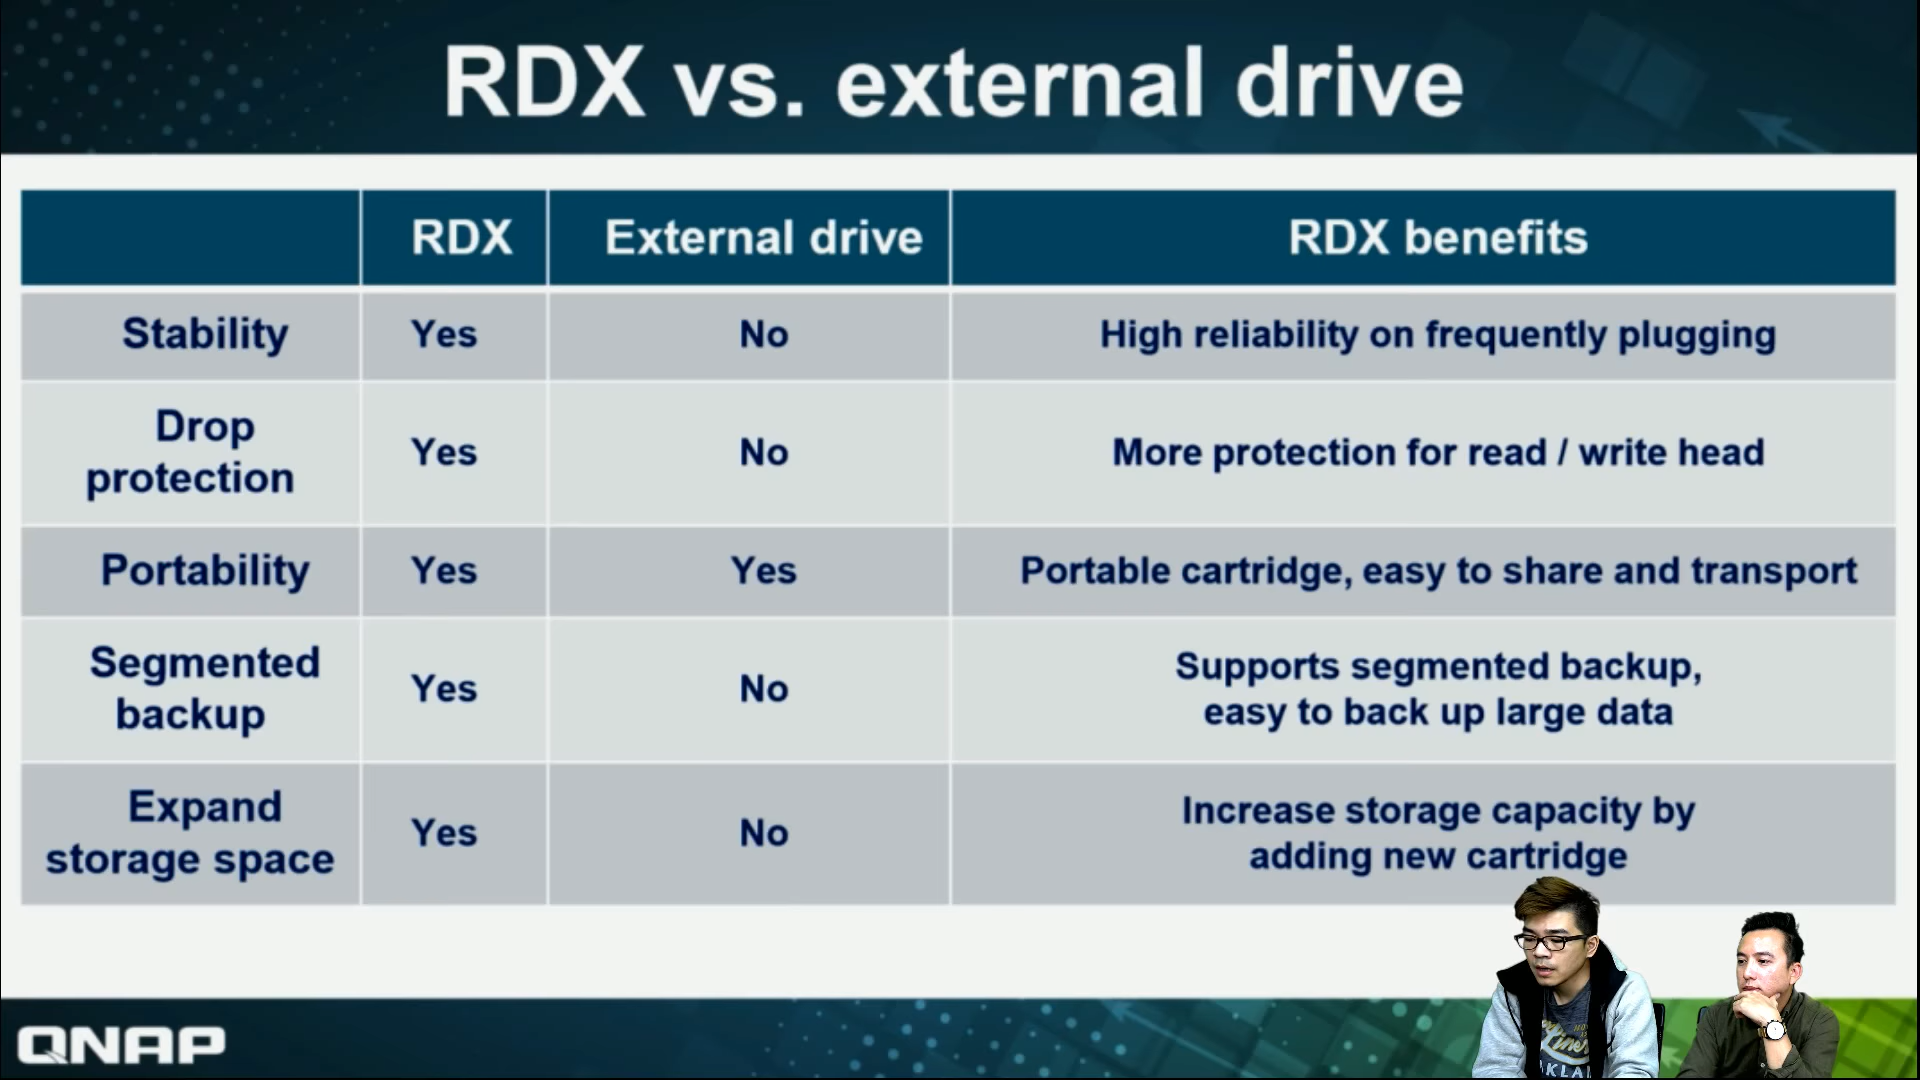 RDX vs. external drive
RDX
External drive
RDX benefits
Stability
Yes
No
High reliability on frequently plugging
Drop
protection
Yes
No
More protection for read / write head
Portability
Yes
Yes
Portable cartridge, easy to share and transport
Segmented
backup
Yes
No
Supports segmented backup,
easy to back up large data
Expand
storage space
Yes
No
Increase storage capacity by
adding new cartridge
QNAP